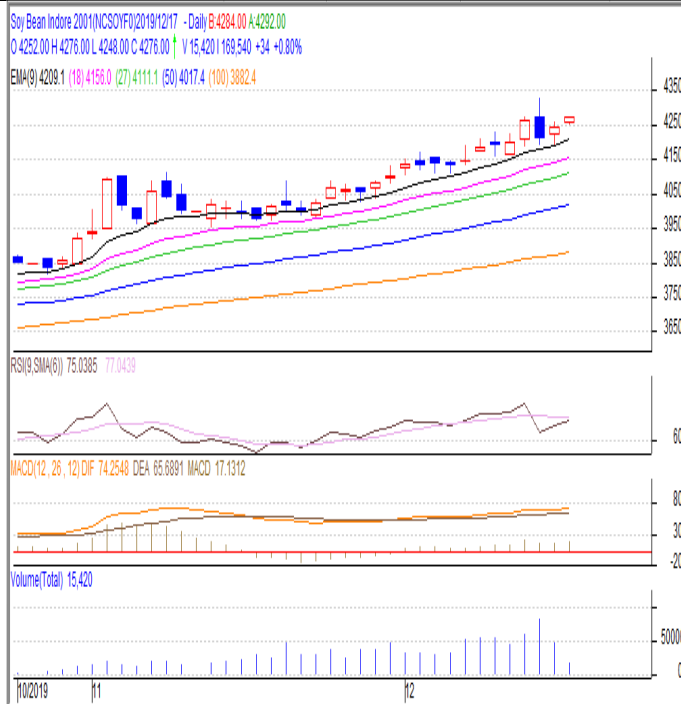 Soy Bean Indore 2001(NCSOYF0)2019/12/17 - Daily B:4284.00 A:4292.00
O 4252.00 H 4276.00 L 4248.00 C 4276.00 V 15,420 I 169,540 +34 +0.80%
EMA(9) 4209.1 (18) 4156.0 (27) 4111.1 (50) 4017.4 (100) 3882.4
4350
4250
4150
4050
3950
3850
3750
3650
RSI(9,SMA(6)) 75.0385 77.0439
60
MACD(12 , 26 , 12) DIF 74.2548 DEA 65.6891 MACD 17.1312
80
30
-20
Volume(Total) 15,420
50000
0
10/2019 11 12